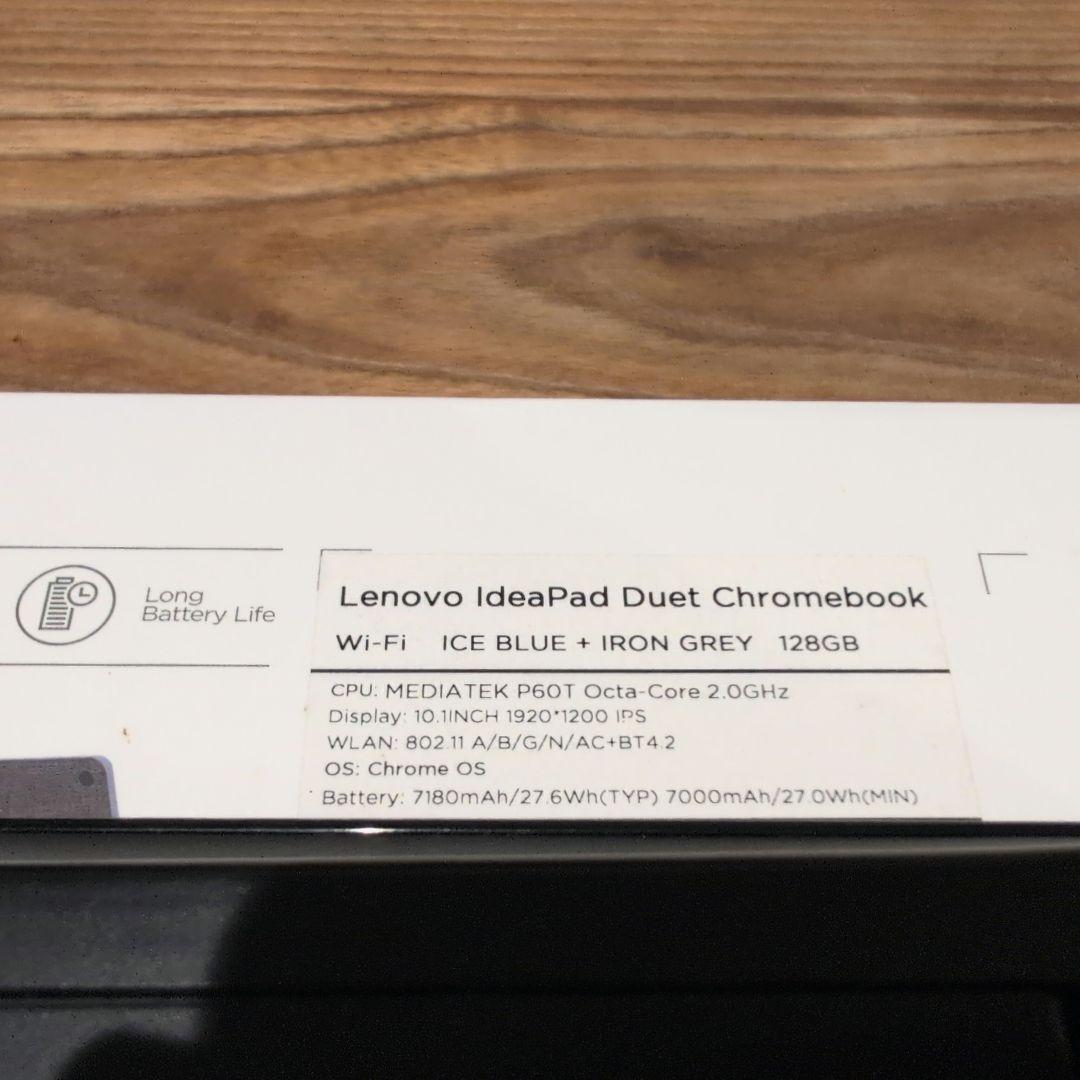 Long
Battery Life
Lenovo IdeaPad Duet Chromebook
Wi-Fi ICE BLUE + IRON GREY 128GB
CPU: MEDIATEK P60T Octa-Core 2.0GHz
Display: 10.1INCH 1920*1200 IPS
WLAN: 802.11 A/B/G/N/AC+BT4.2
OS: Chrome OS
Battery: 7180mAh/27.6Wh(TYP) 7000mAh/27.0Wh(MIN)